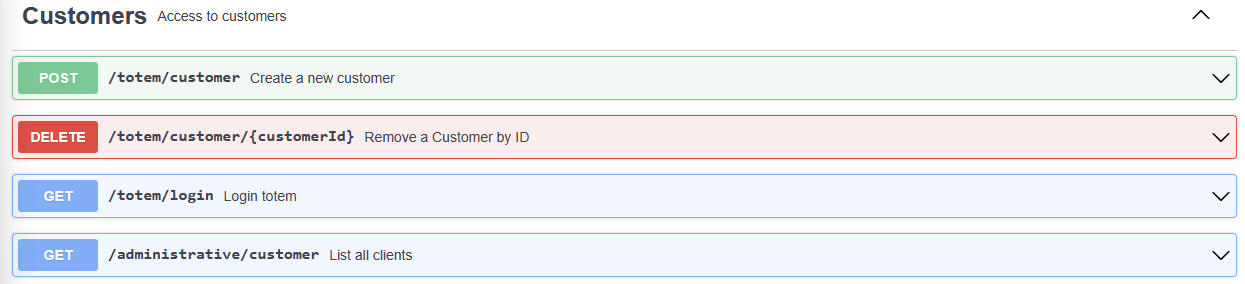 Customers Access to customers
POST /totem/customer Create a new customer
DELETE /totem/customer/{customerId} Remove a Customer by ID
GET /totem/login Login totem
GET /administrative/customer List all clients